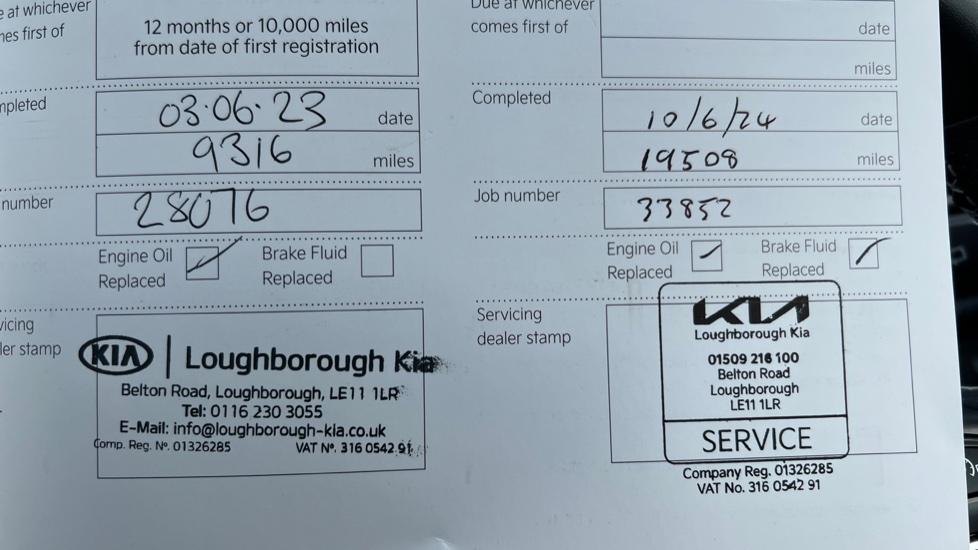 e at whichever
nes first of
12 months or 10,000 miles
from date of first registration
mpleted
03.06.23 date
9316 miles
number
28076
Engine Oil
Replaced
Brake Fluid
Replaced
vicing
ler stamp
KIA Loughborough Kia
Belton Road, Loughborough, LE11 1LR
Tel: 0116 230 3055
E-Mail: info@loughborough-kia.co.uk
Comp. Reg. Nº. 01326285 VAT Nº. 316 0542 91
Due at whichever
comes first of
date
miles
Completed
10/6/24 date
19508 miles
Job number
33852
Engine Oil
Replaced
Brake Fluid
Replaced
Servicing
dealer stamp
KIA
Loughborough Kia
01509 216 100
Belton Road
Loughborough
LE11 1LR
SERVICE
Company Reg. 01326285
VAT No. 316 0542 91